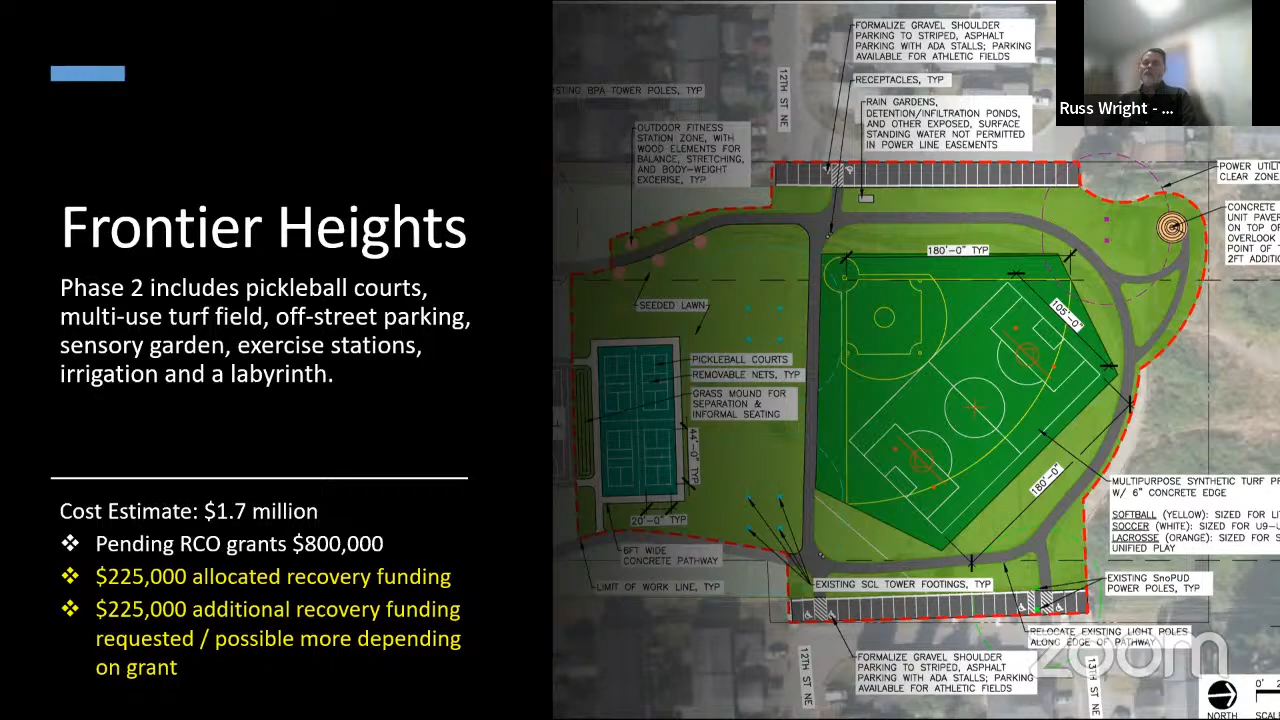 Frontier Heights
Phase 2 includes pickleball courts,
multi-use turf field, off-street parking,
sensory garden, exercise stations,
irrigation and a labyrinth.
Cost Estimate: $1.7 million
Pending RCO grants $800,000
$225,000 allocated recovery funding
$225,000 additional recovery funding
requested / possible more depending
on grant
FORMALIZE GRAVEL SHOULDER
PARKING TO STRIPED, ASPHALT
PARKING WITH ADA STALLS; PARKING
AVAILABLE FOR ATHLETIC FIELDS
RECEPTACLES, TYP
12TH ST NE
BPA TOWER POLES, TYP
RAIN GARDENS,
DETENTION/INFILTRATION PONDS,
AND OTHER EXPOSED, SURFACE
STANDING WATER NOT PERMITTED
IN POWER LINE EASEMENTS
OUTDOOR FITNESS
STATION ZONE, WITH
WOOD ELEMENTS FOR
BALANCE, STRETCHING,
AND BODY-WEIGHT
EXCERISE, TYP
Russ Wright - ...
POWER
CLEAR ZONE
CONCRETE
UNIT
ON TOP
OVERLOOK
POINT OF
2FT
180'-0" TYP
105'-0"
SEEDED LAWN
PICKLEBALL COURTS
REMOVABLE NETS, TYP
GRASS MOUND FOR
SEPARATION &
INFORMAL SEATING
44'-0" TYP
180'-0"
20'-0" TYP
MULTIPURPOSE SYNTHETIC TURF
W/ 6" CONCRETE EDGE
SOFTBALL (YELLOW): SIZED FOR
SOCCER (WHITE): SIZED FOR
LACROSSE (ORANGE): SIZED FOR
UNIFIED PLAY
6FT WIDE
CONCRETE PATHWAY
LIMIT OF WORK LINE, TYP
EXISTING SCL TOWER FOOTINGS, TYP
EXISTING SnoPUD
POWER POLES, TYP
RELOCATE EXISTING LIGHT POLES
ALONG EDGE OF PATHWAY
FORMALIZE GRAVEL SHOULDER
PARKING TO STRIPED, ASPHALT
PARKING WITH ADA STALLS; PARKING
AVAILABLE FOR ATHLETIC FIELDS
12TH ST NE
13TH ST NE
zoom
NORTH
0'